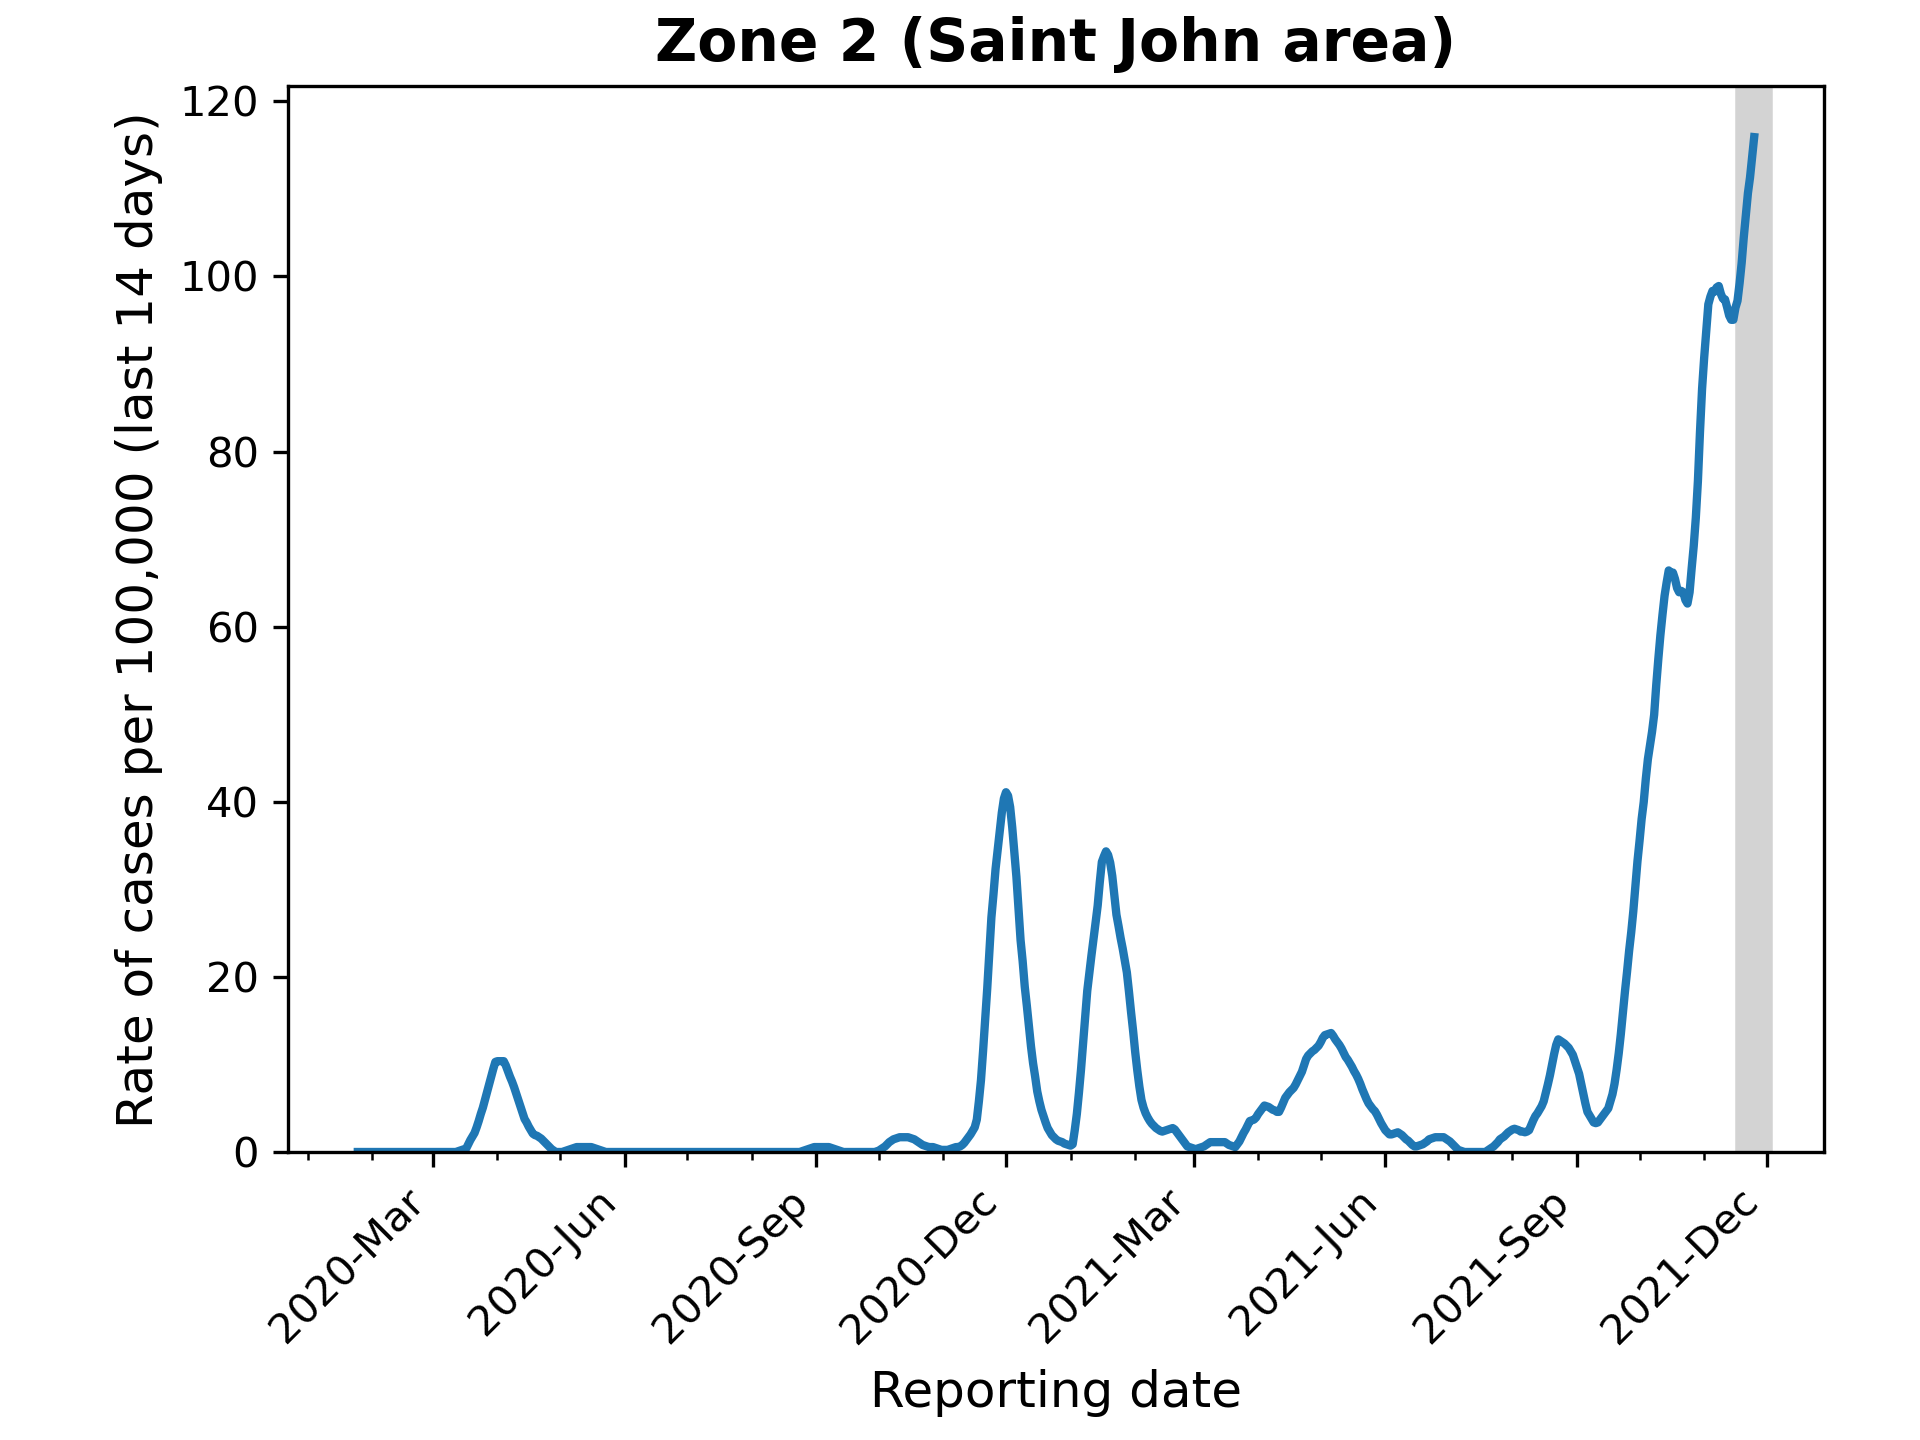 Zone 2 (Saint John area)
Rate of cases per 100,000 (last 14 days)
120
100
80
60
40
20
0
2020-Mar
2020-Jun
2020-Sep
2020-Dec
2021-Mar
2021-Jun
2021-Sep
2021-Dec
Reporting date